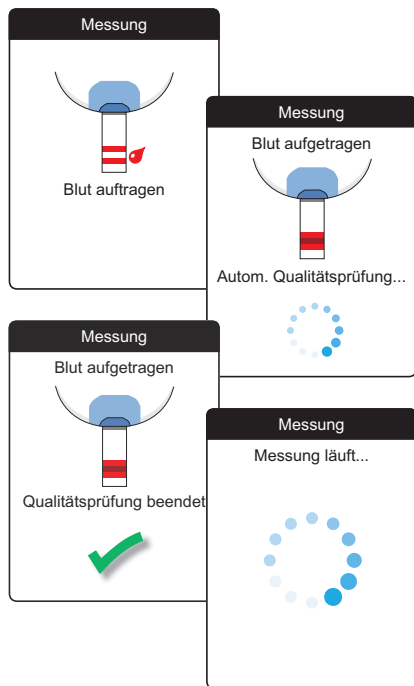 Messung
Blut auftragen
Messung
Blut aufgetragen
Autom. Qualitätsprüfung...
Messung
Blut aufgetragen
Qualitätsprüfung beendet
Messung
Messung läuft...